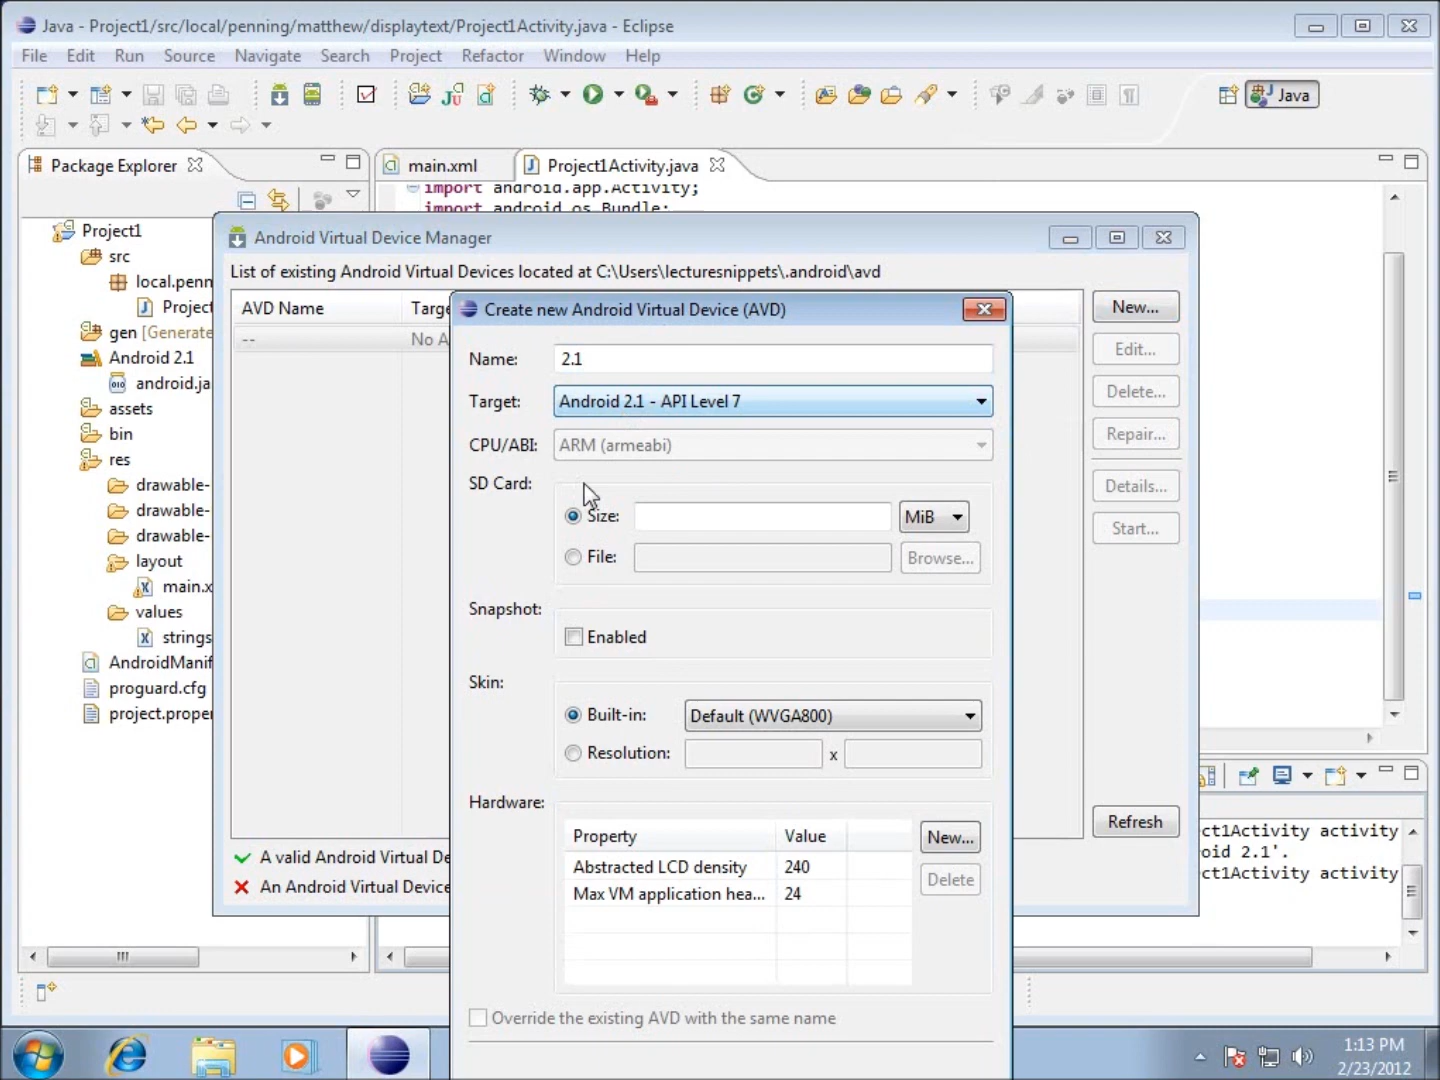 Java - Project1/src/local/penning/matthew/displaytext/Project1Activity.java - Eclipse
File Edit Run Source Navigate Search Project Refactor Window Help
Java
Package Explorer
main.xml
Project1Activity.java
import android.app.Activity;
import android.os.Bundle;
Project1
src
local.penn
Project
gen [Generate
Android 2.1
android.ja
assets
bin
res
drawable-
drawable-
drawable-
layout
main.x
values
strings
AndroidManif
proguard.cfg
project.proper
Android Virtual Device Manager
List of existing Android Virtual Devices located at C:\Users\lecturesnippets\.android\avd
AVD Name
Targe
--
No A
New...
Edit...
Delete...
Repair...
Details...
Start...
Refresh
A valid Android Virtual De
An Android Virtual Device
Create new Android Virtual Device (AVD)
Name: 2.1
Target: Android 2.1 - API Level 7
CPU/ABI: ARM (armeabi)
SD Card:
Size: MiB
File: Browse...
Snapshot:
Enabled
Skin:
Built-in: Default (WVGA800)
Resolution: x
Hardware:
Property Value
New...
Abstracted LCD density 240
Delete
Max VM application hea... 24
Override the existing AVD with the same name
ct1Activity activity
oid 2.1'.
ct1Activity activity
1:13 PM
2/23/2012